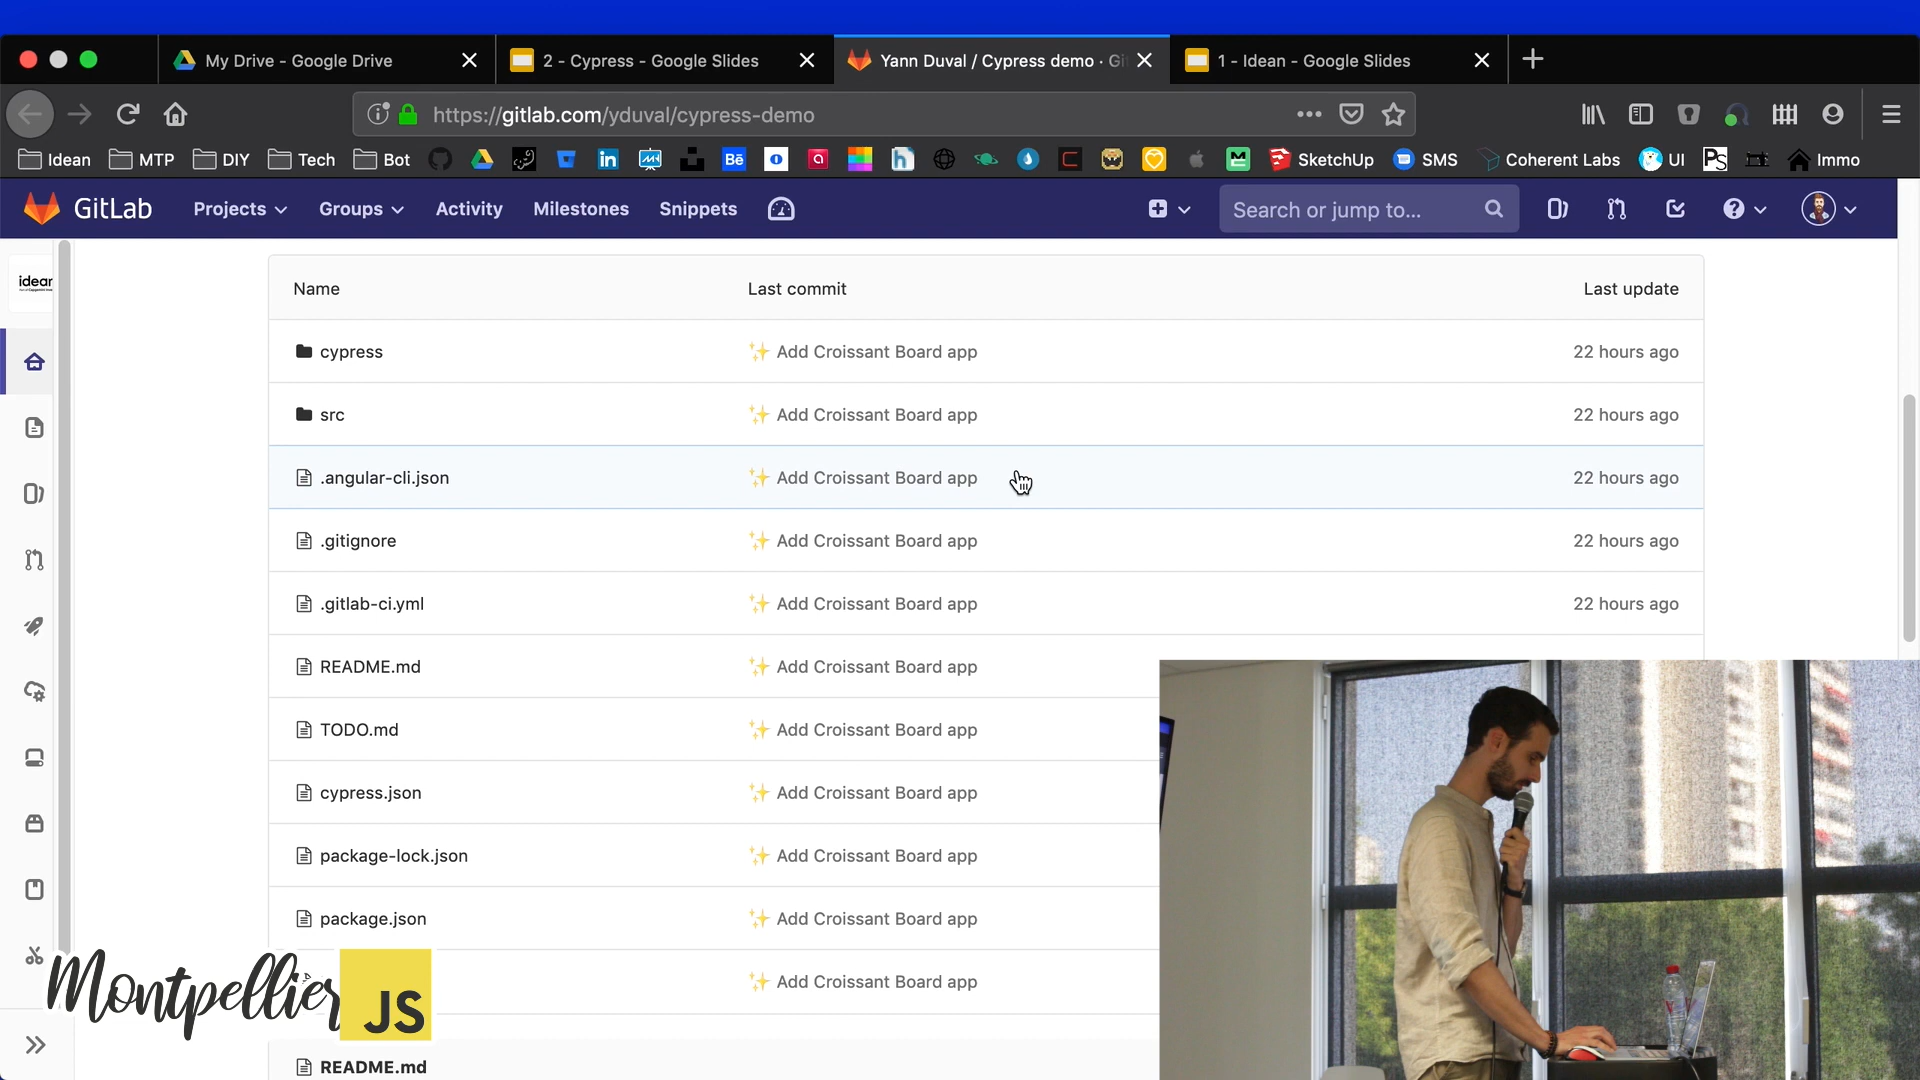 My Drive - Google Drive
2 - Cypress - Google Slides
Yann Duval / Cypress demo · Gi
1 - Idean - Google Slides
https://gitlab.com/yduval/cypress-demo
Idean
MTP
DIY
Tech
Bot
in
Bē
SketchUp
SMS
Coherent Labs
UI
PS
Immo
GitLab
Projects
Groups
Activity
Milestones
Snippets
Search or jump to...
idean
Name
Last commit
Last update
cypress
Add Croissant Board app
22 hours ago
src
Add Croissant Board app
22 hours ago
.angular-cli.json
Add Croissant Board app
22 hours ago
.gitignore
Add Croissant Board app
22 hours ago
.gitlab-ci.yml
Add Croissant Board app
22 hours ago
README.md
Add Croissant Board app
TODO.md
Add Croissant Board app
cypress.json
Add Croissant Board app
package-lock.json
Add Croissant Board app
package.json
Add Croissant Board app
Add Croissant Board app
README.md
Montpellier JS